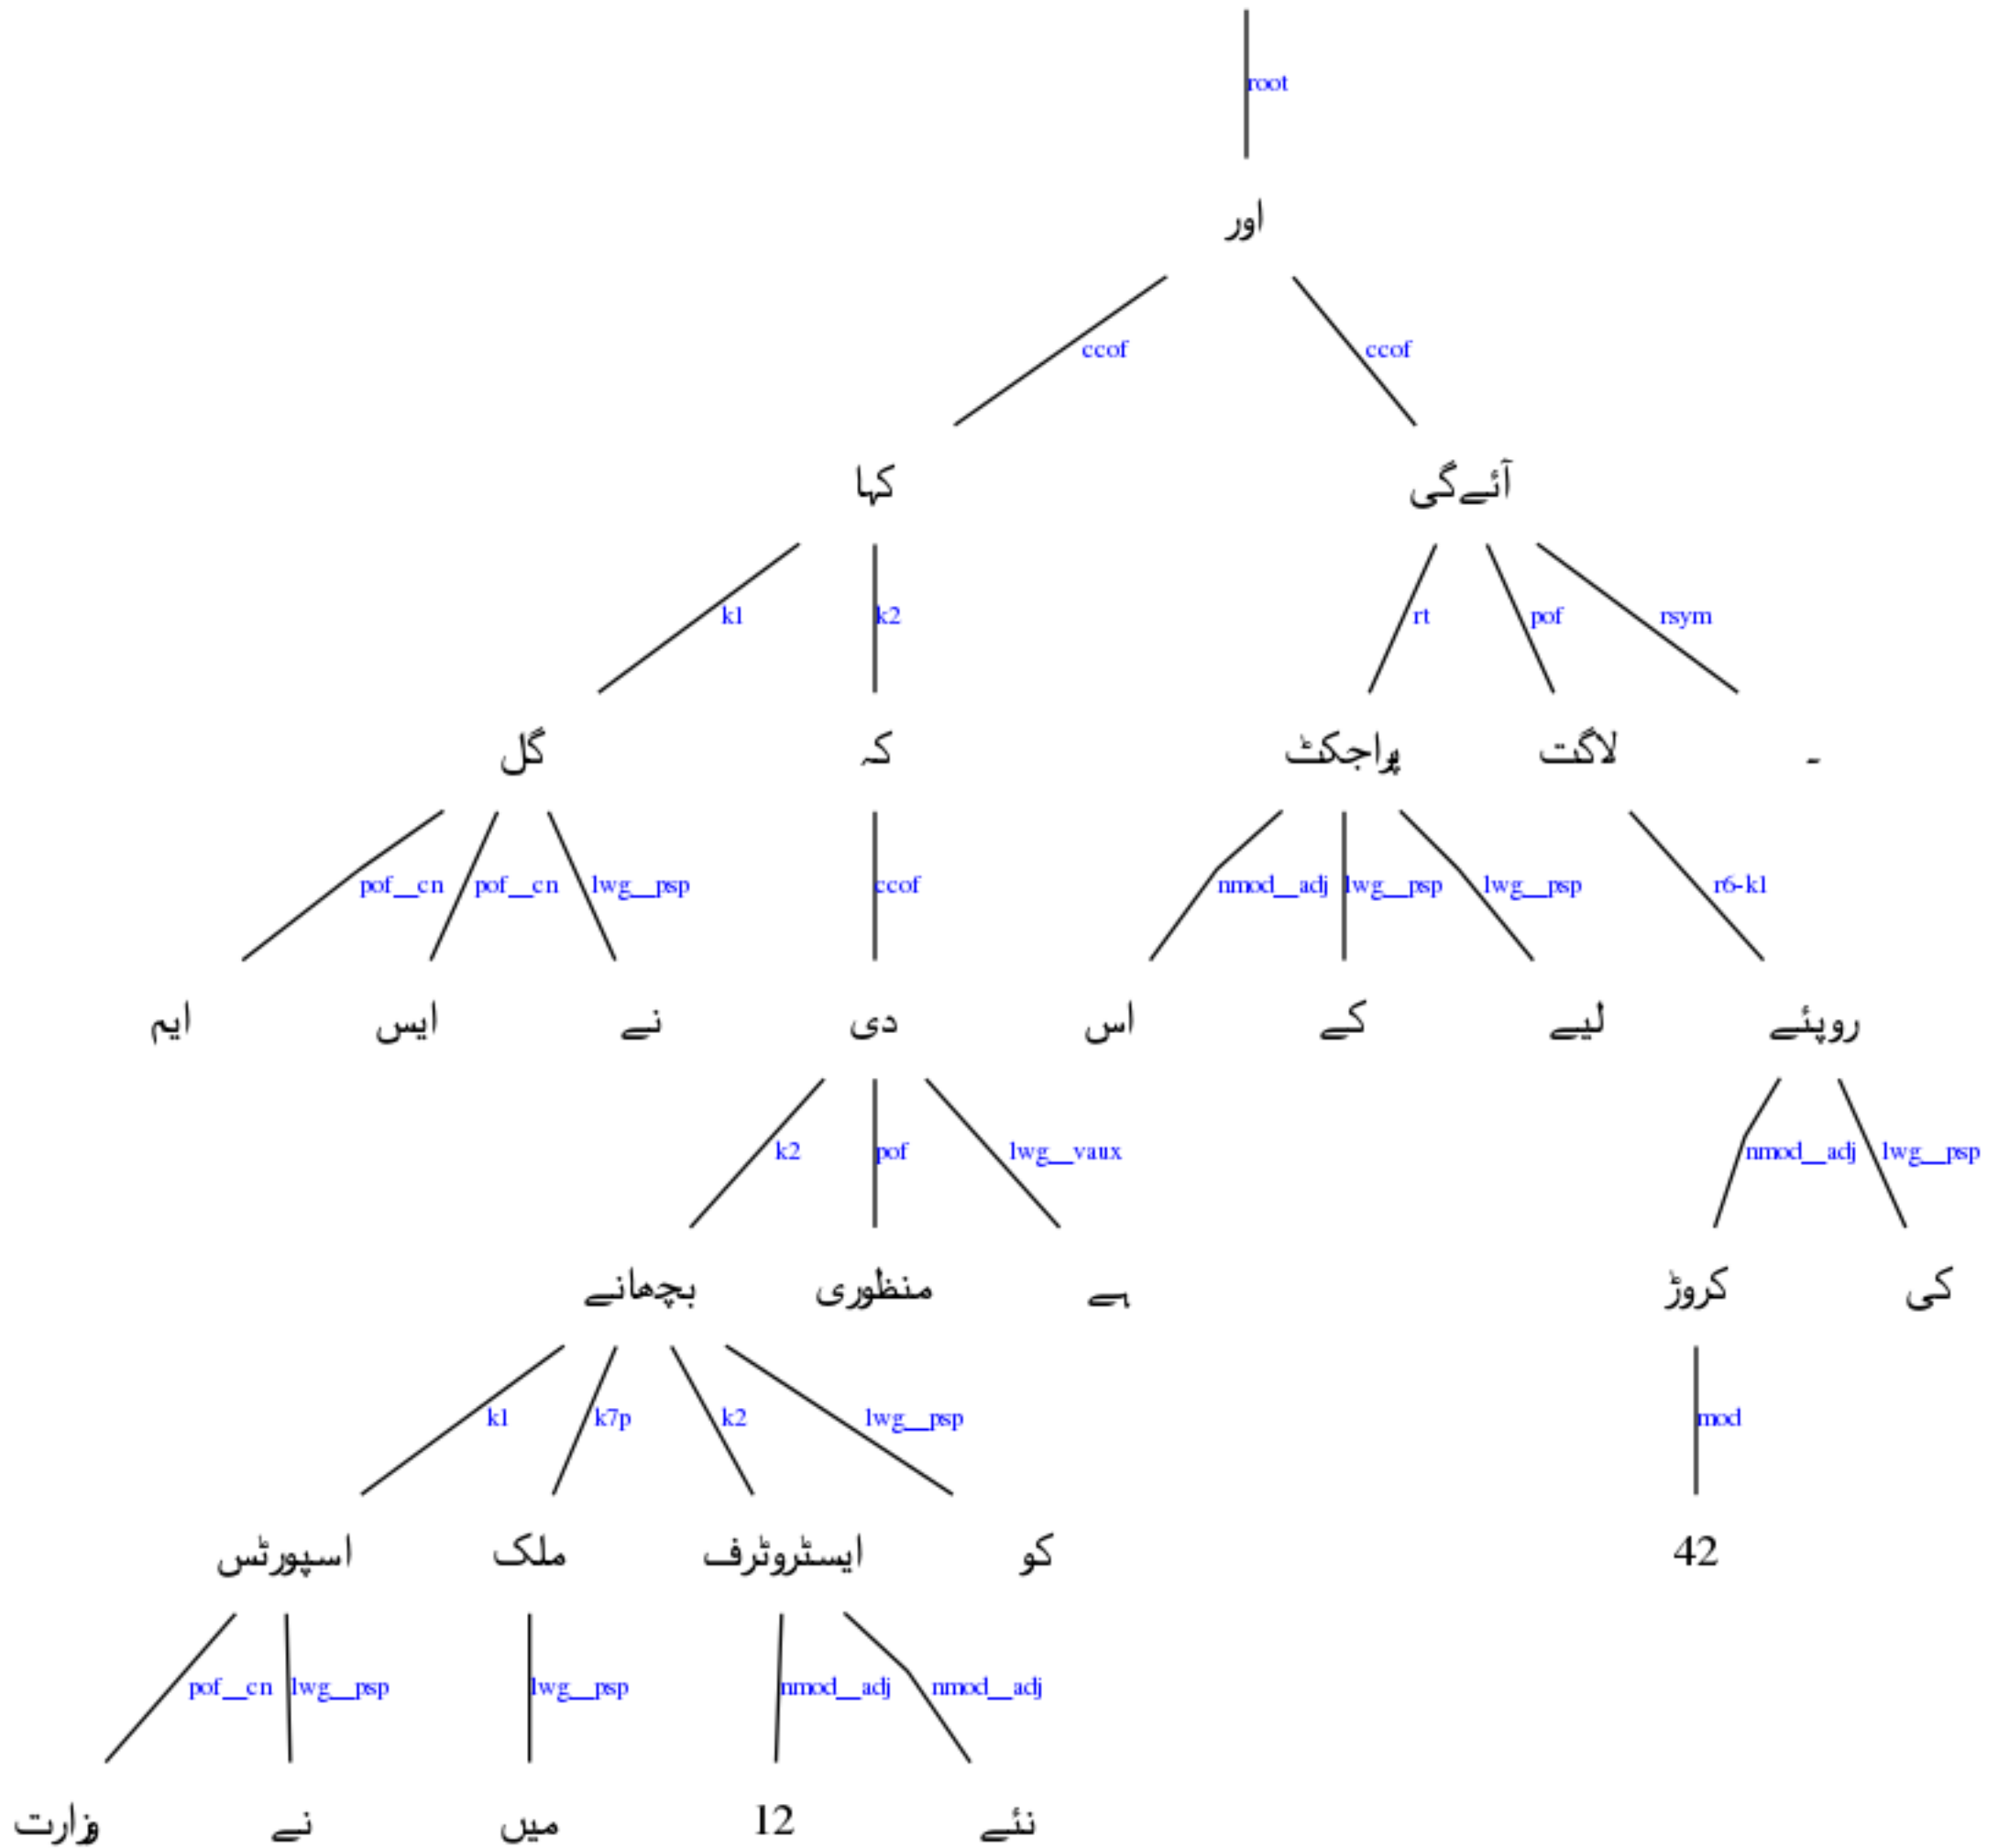 root
اور
ccof ccof
کہا آئےگی
k1 k2 rt pof rsym
گل کہ پراجکٹ لاگت ۔
pof__cn pof__cn lwg__psp ccof nmod__adj lwg__psp lwg__psp r6-k1
ایم ایس نے دی اس کے لیے روپئے
k2 pof lwg__vaux nmod__adj lwg__psp
بچھانے منظوری ہے کروڑ کی
k1 k7p k2 lwg__psp mod
اسپورٹس ملک ایسٹروٹرف کو 42
pof__cn lwg__psp lwg__psp nmod__adj nmod__adj
وزارت نے میں 12 نئے